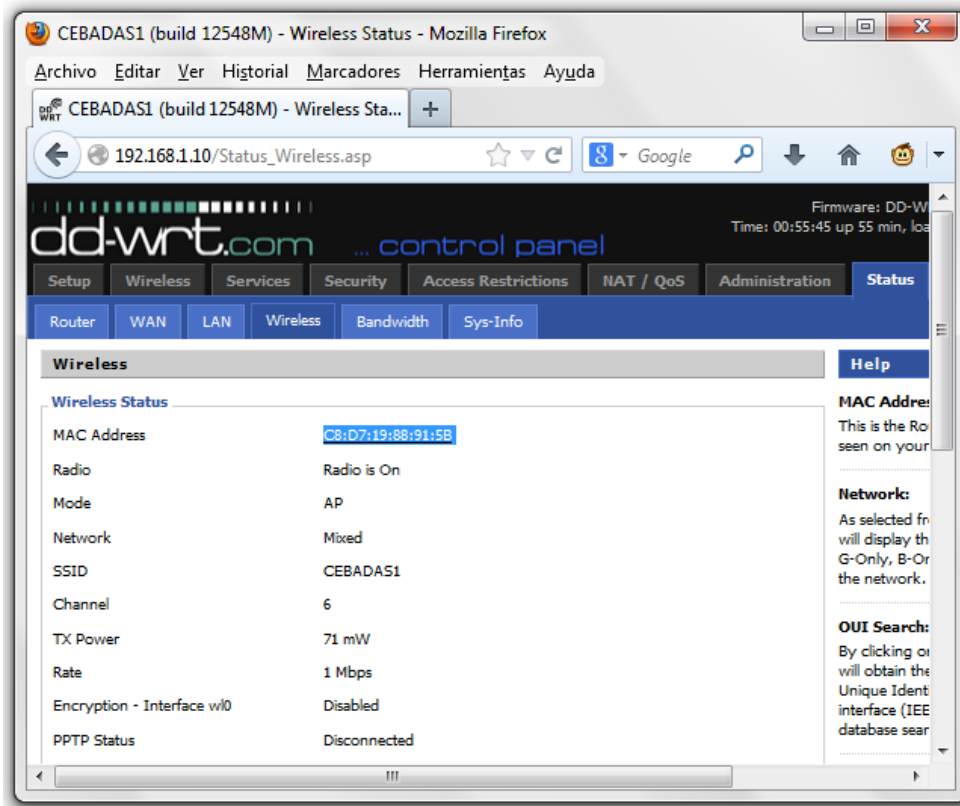 CEBADAS1 (build 12548M) - Wireless Status - Mozilla Firefox
Archivo Editar Ver Historial Marcadores Herramientas Ayuda
DD WRT CEBADAS1 (build 12548M) - Wireless Sta... +
192.168.1.10/Status_Wireless.asp 8 Google
Firmware: DD-W
Time: 00:55:45 up 55 min, loa
dd-wrt.com ... control panel
Setup Wireless Services Security Access Restrictions NAT / QoS Administration Status
Router WAN LAN Wireless Bandwidth Sys-Info
Wireless Help
Wireless Status
MAC Address C8:D7:19:88:91:5B
Radio Radio is On
Mode AP
Network Mixed
SSID CEBADAS1
Channel 6
TX Power 71 mW
Rate 1 Mbps
Encryption - Interface wl0 Disabled
PPTP Status Disconnected
MAC Addres
This is the Ro
seen on your
Network:
As selected fr
will display th
G-Only, B-Or
the network.
OUI Search:
By clicking or
will obtain the
Unique Identi
interface (IEE
database sear